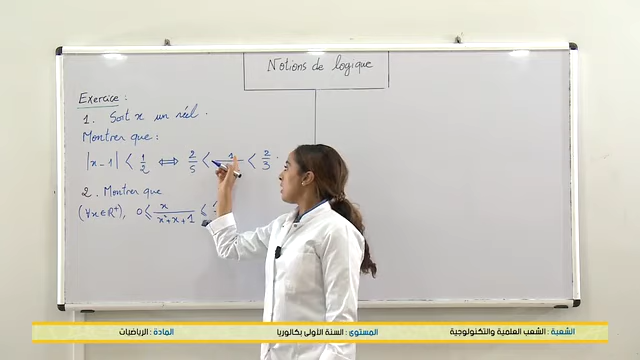 Notions de logique
Exercice :
1. Soit x un réel.
Montrer que :
|x - 1| < 1/2 ⟺ 2/5 < 1 < 2/3
2. Montrer que
(∀x∈ℝ⁺), 0 ≤ x/(x²+x+1) ≤
الشعبة : الشعب العلمية والتكنولوجية
المستوى : السنة الأولى بكالوريا
المادة : الرياضيات